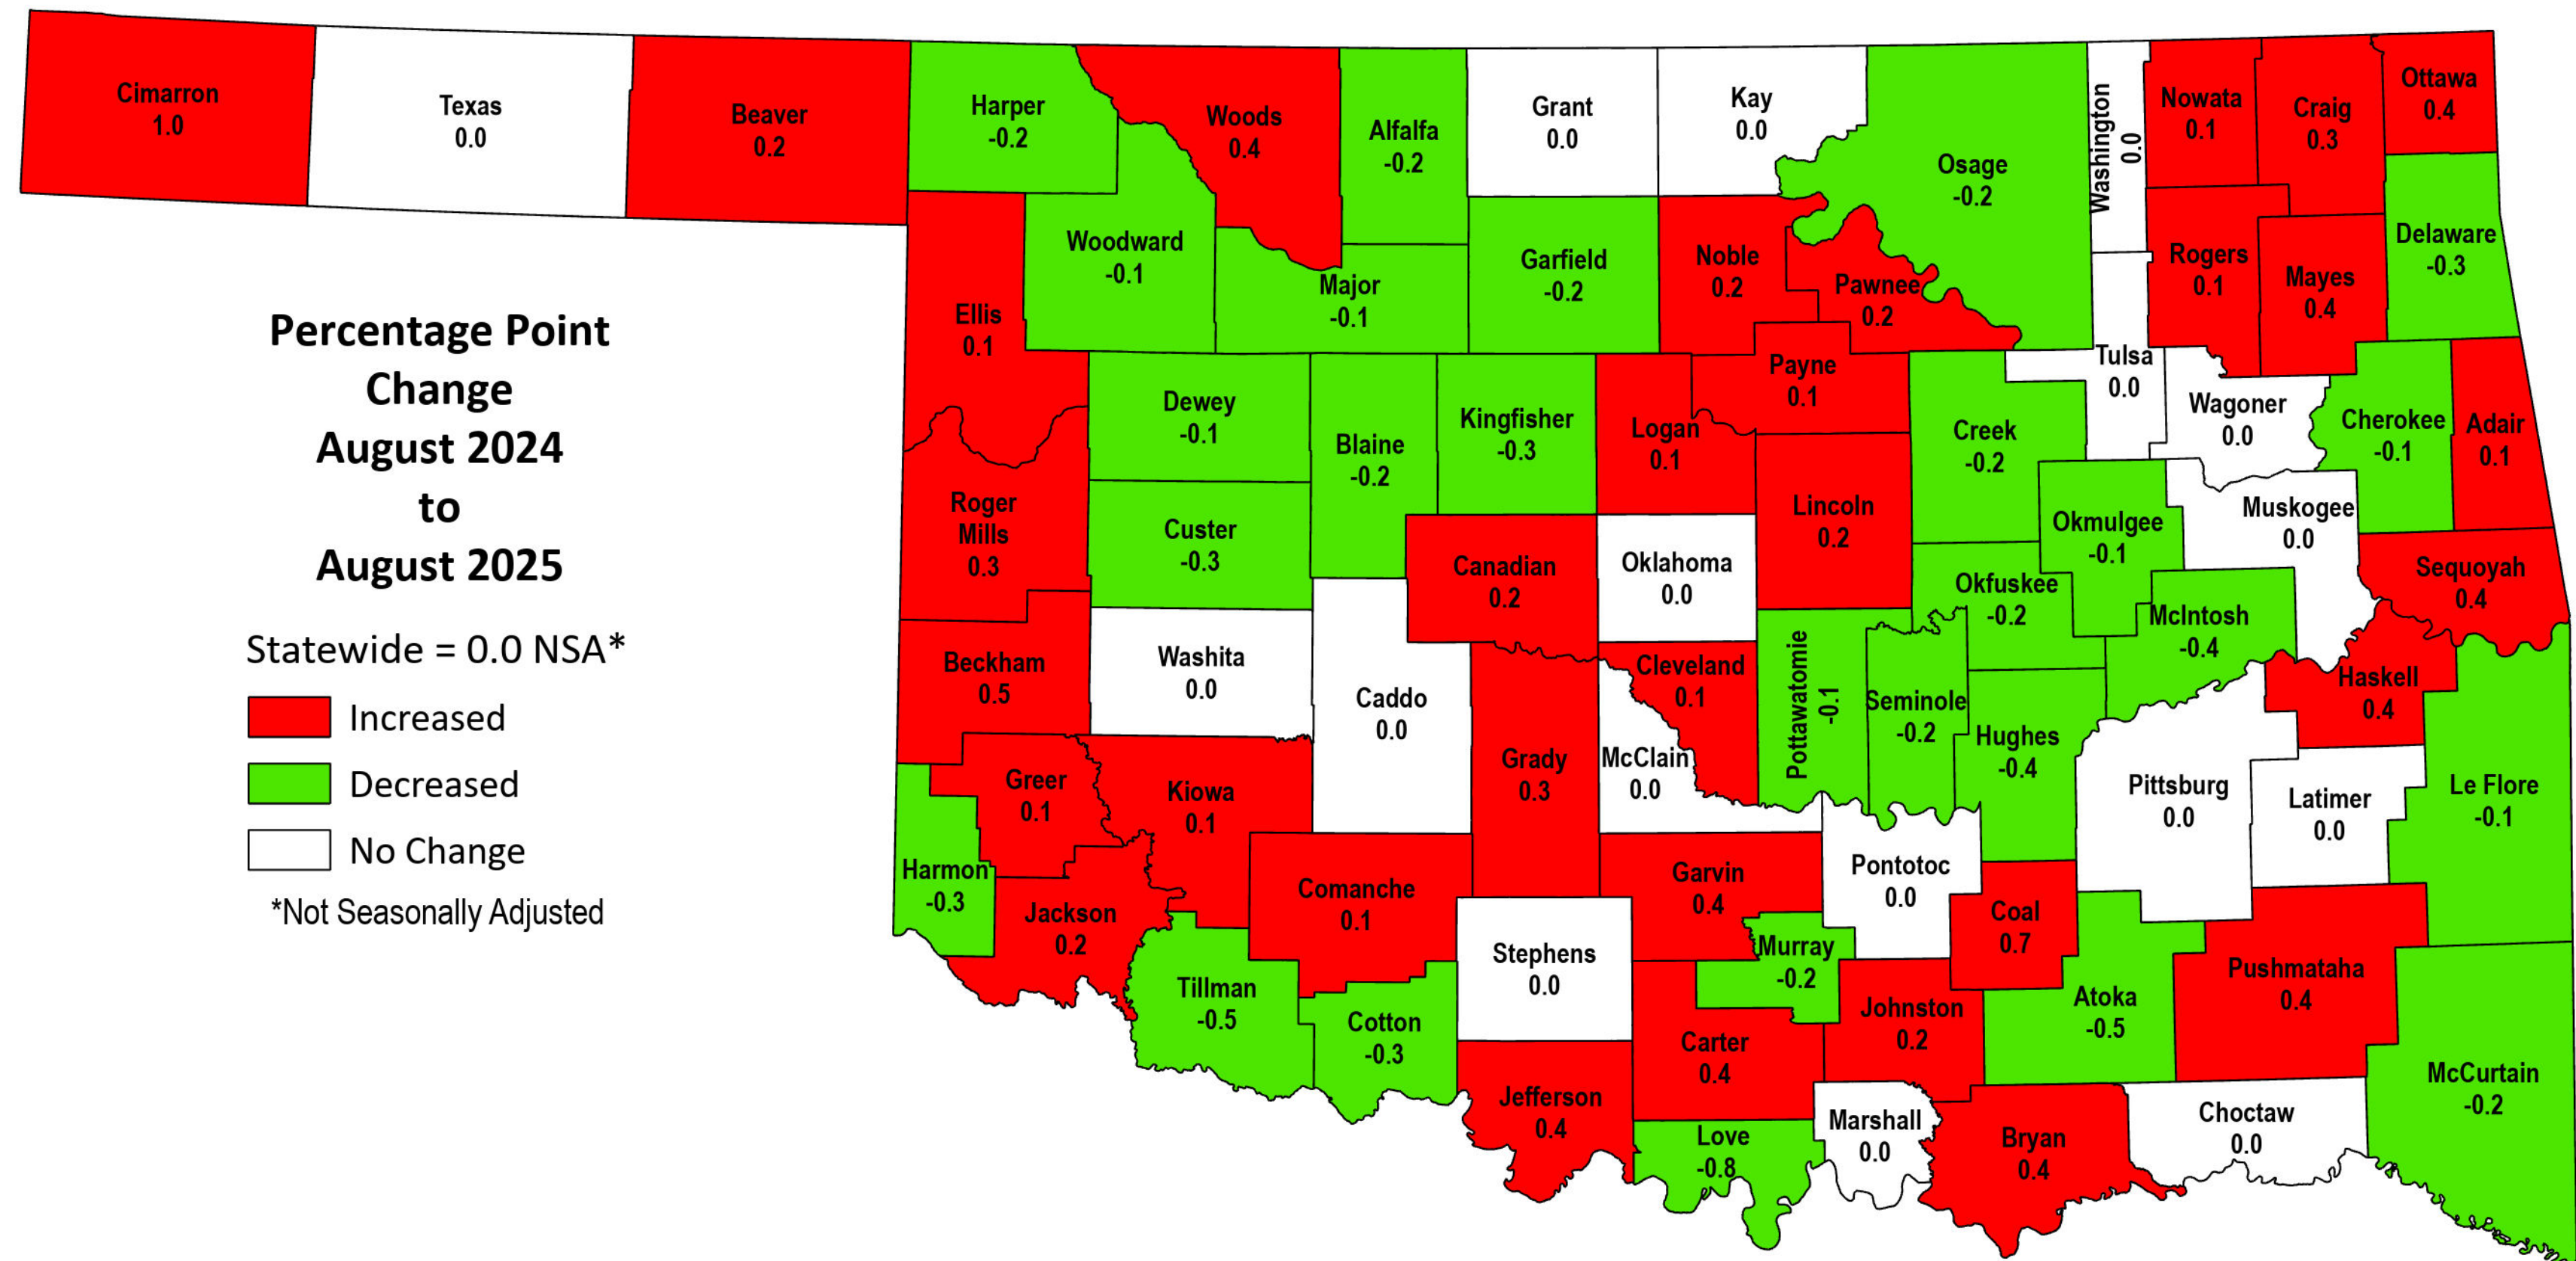 Cimarron
1.0
Texas
0.0
Beaver
0.2
Harper
-0.2
Woods
0.4
Alfalfa
-0.2
Grant
0.0
Kay
0.0
Osage
-0.2
Washington
0.0
Nowata
0.1
Craig
0.3
Ottawa
0.4
Woodward
-0.1
Major
-0.1
Garfield
-0.2
Noble
0.2
Pawnee
0.2
Rogers
0.1
Mayes
0.4
Delaware
-0.3
Percentage Point
Change
August 2024
to
August 2025
Statewide = 0.0 NSA*
Increased
Decreased
No Change
*Not Seasonally Adjusted
Ellis
0.1
Dewey
-0.1
Blaine
-0.2
Kingfisher
-0.3
Logan
0.1
Payne
0.1
Creek
-0.2
Tulsa
0.0
Wagoner
0.0
Cherokee
-0.1
Adair
0.1
Roger
Mills
0.3
Custer
-0.3
Canadian
0.2
Oklahoma
0.0
Lincoln
0.2
Okfuskee
-0.2
Okmulgee
-0.1
Muskogee
0.0
McIntosh
-0.4
Sequoyah
0.4
Beckham
0.5
Washita
0.0
Caddo
0.0
Grady
0.3
McClain
0.0
Cleveland
0.1
Pottawatomie
-0.1
Seminole
-0.2
Hughes
-0.4
Pittsburg
0.0
Haskell
0.4
Latimer
0.0
Le Flore
-0.1
Harmon
-0.3
Greer
0.1
Kiowa
0.1
Jackson
0.2
Comanche
0.1
Stephens
0.0
Garvin
0.4
Murray
-0.2
Pontotoc
0.0
Coal
0.7
Atoka
-0.5
Pushmataha
0.4
McCurtain
-0.2
Tillman
-0.5
Cotton
-0.3
Jefferson
0.4
Carter
0.4
Johnston
0.2
Love
-0.8
Marshall
0.0
Bryan
0.4
Choctaw
0.0